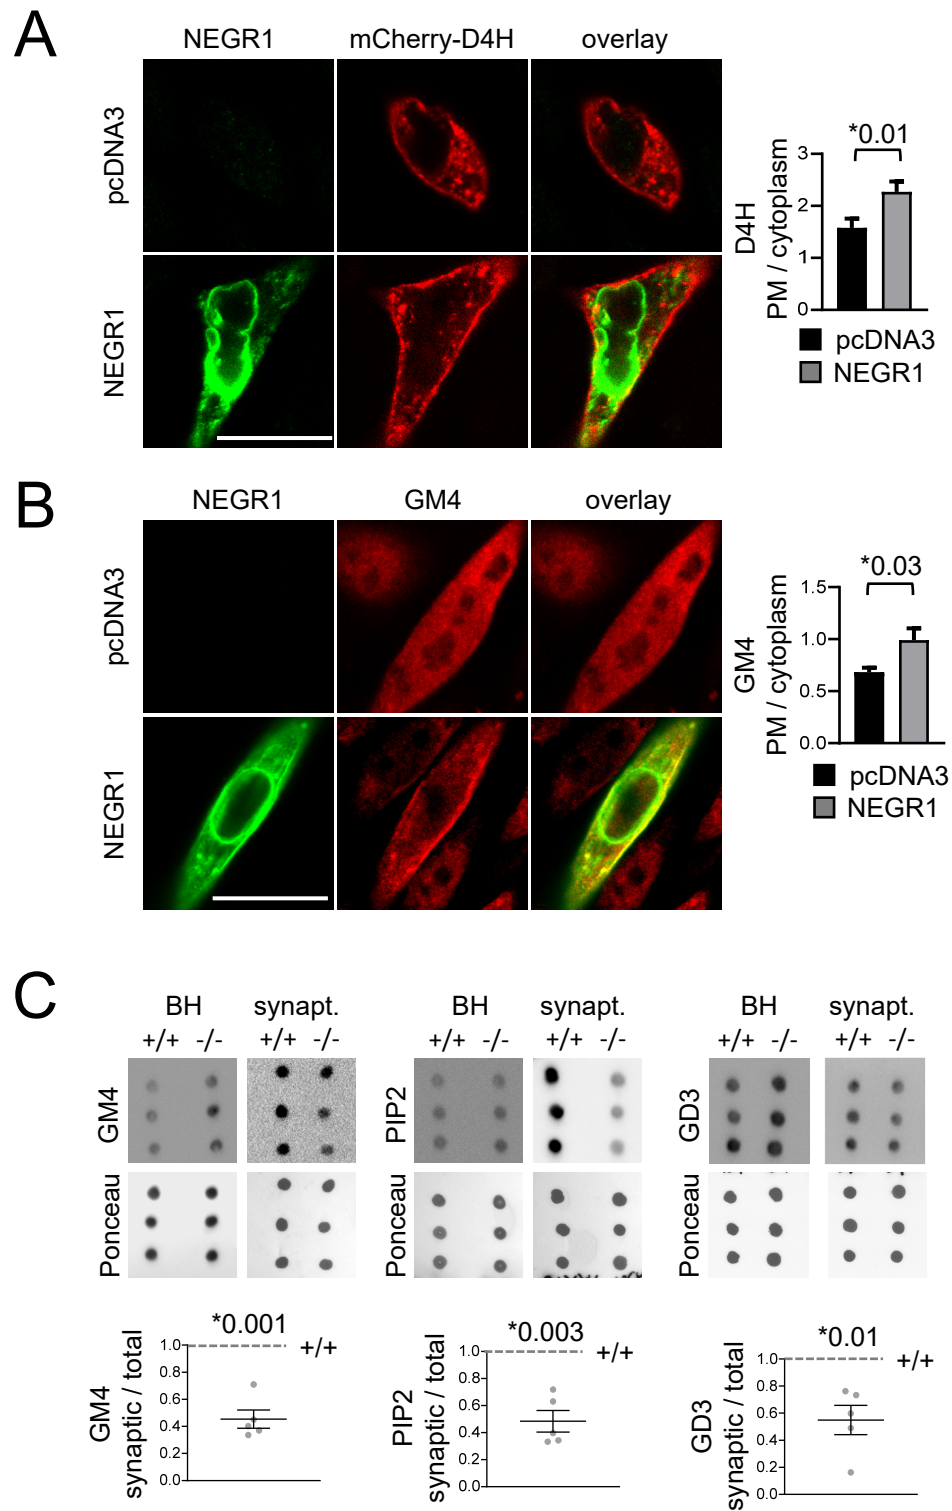 A
NEGR1 mCherry-D4H overlay
pcDNA3
NEGR1
D4H
PM / cytoplasm
*0.01
3
2
1
0
pcDNA3
NEGR1
B
NEGR1 GM4 overlay
pcDNA3
NEGR1
GM4
PM / cytoplasm
*0.03
1.5
1.0
0.5
0.0
pcDNA3
NEGR1
C
BH synapt. BH synapt. BH synapt.
+/+ -/- +/+ -/- +/+ -/- +/+ -/- +/+ -/- +/+ -/-
GM4 PIP2 GD3
Ponceau Ponceau Ponceau
*0.001
GM4
synaptic / total
1.0
0.8
0.6
0.4
0.2
0.0
+/+
*0.003
PIP2
synaptic / total
1.0
0.8
0.6
0.4
0.2
0.0
+/+
*0.01
GD3
synaptic / total
1.0
0.8
0.6
0.4
0.2
0.0
+/+